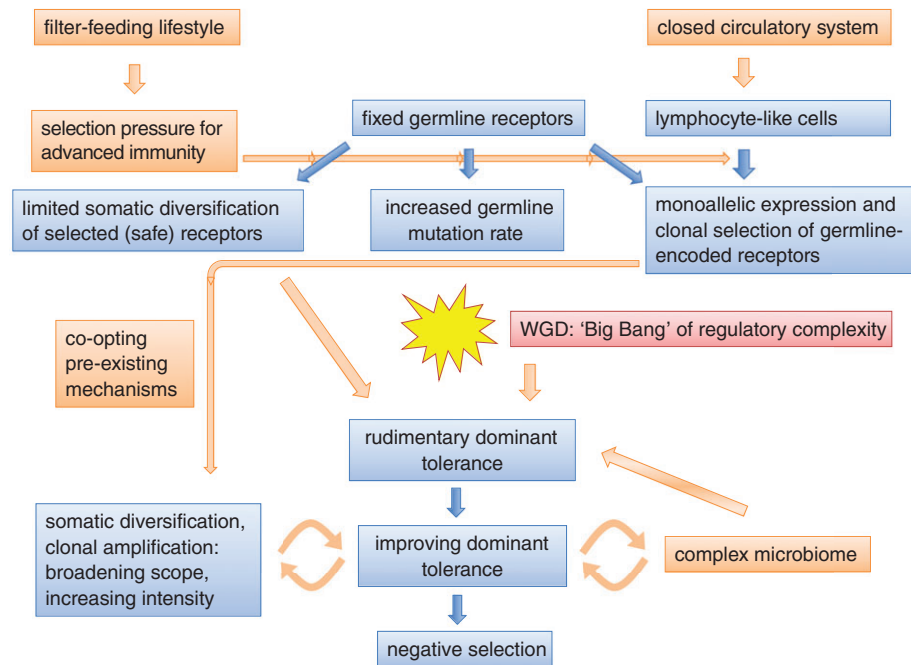 filter-feeding lifestyle
closed circulatory system
selection pressure for
advanced immunity
fixed germline receptors
lymphocyte-like cells
limited somatic diversification
of selected (safe) receptors
increased germline
mutation rate
monoallelic expression and
clonal selection of germline-
encoded receptors
co-opting
pre-existing
mechanisms
WGD: ‘Big Bang’ of regulatory complexity
rudimentary dominant
tolerance
somatic diversification,
clonal amplification:
broadening scope,
increasing intensity
improving dominant
tolerance
complex microbiome
negative selection